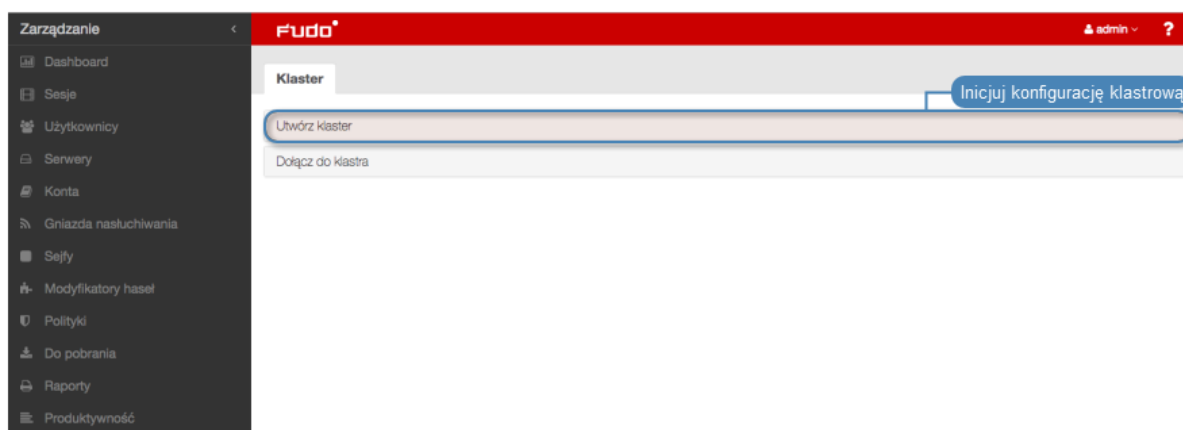 Zarządzanie
Fudo
admin
?
Dashboard
Sesje
Użytkownicy
Serwery
Konta
Gniazda nasłuchiwania
Sejfy
Modyfikatory haseł
Polityki
Do pobrania
Raporty
Produktywność
Klaster
Inicjuj konfigurację klastrową
Utwórz klaster
Dołącz do klastra